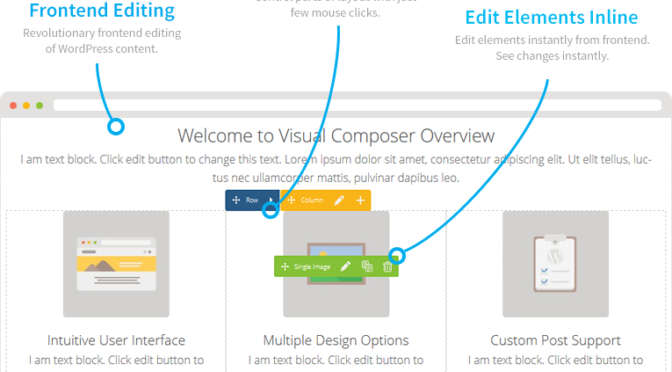 Frontend Editing
Revolutionary frontend editing
of WordPress content.
few mouse clicks.
Edit Elements Inline
Edit elements instantly from frontend.
See changes instantly.
Welcome to Visual Composer Overview
I am text block. Click edit button to change this text. Lorem ipsum dolor sit amet, consectetur adipiscing elit. Ut elit tellus, luc-
tus nec ullamcorper mattis, pulvinar dapibus leo.
Row
Column
Single Image
Intuitive User Interface
Multiple Design Options
Custom Post Support
I am text block. Click edit button to
I am text block. Click edit button to
I am text block. Click edit button to